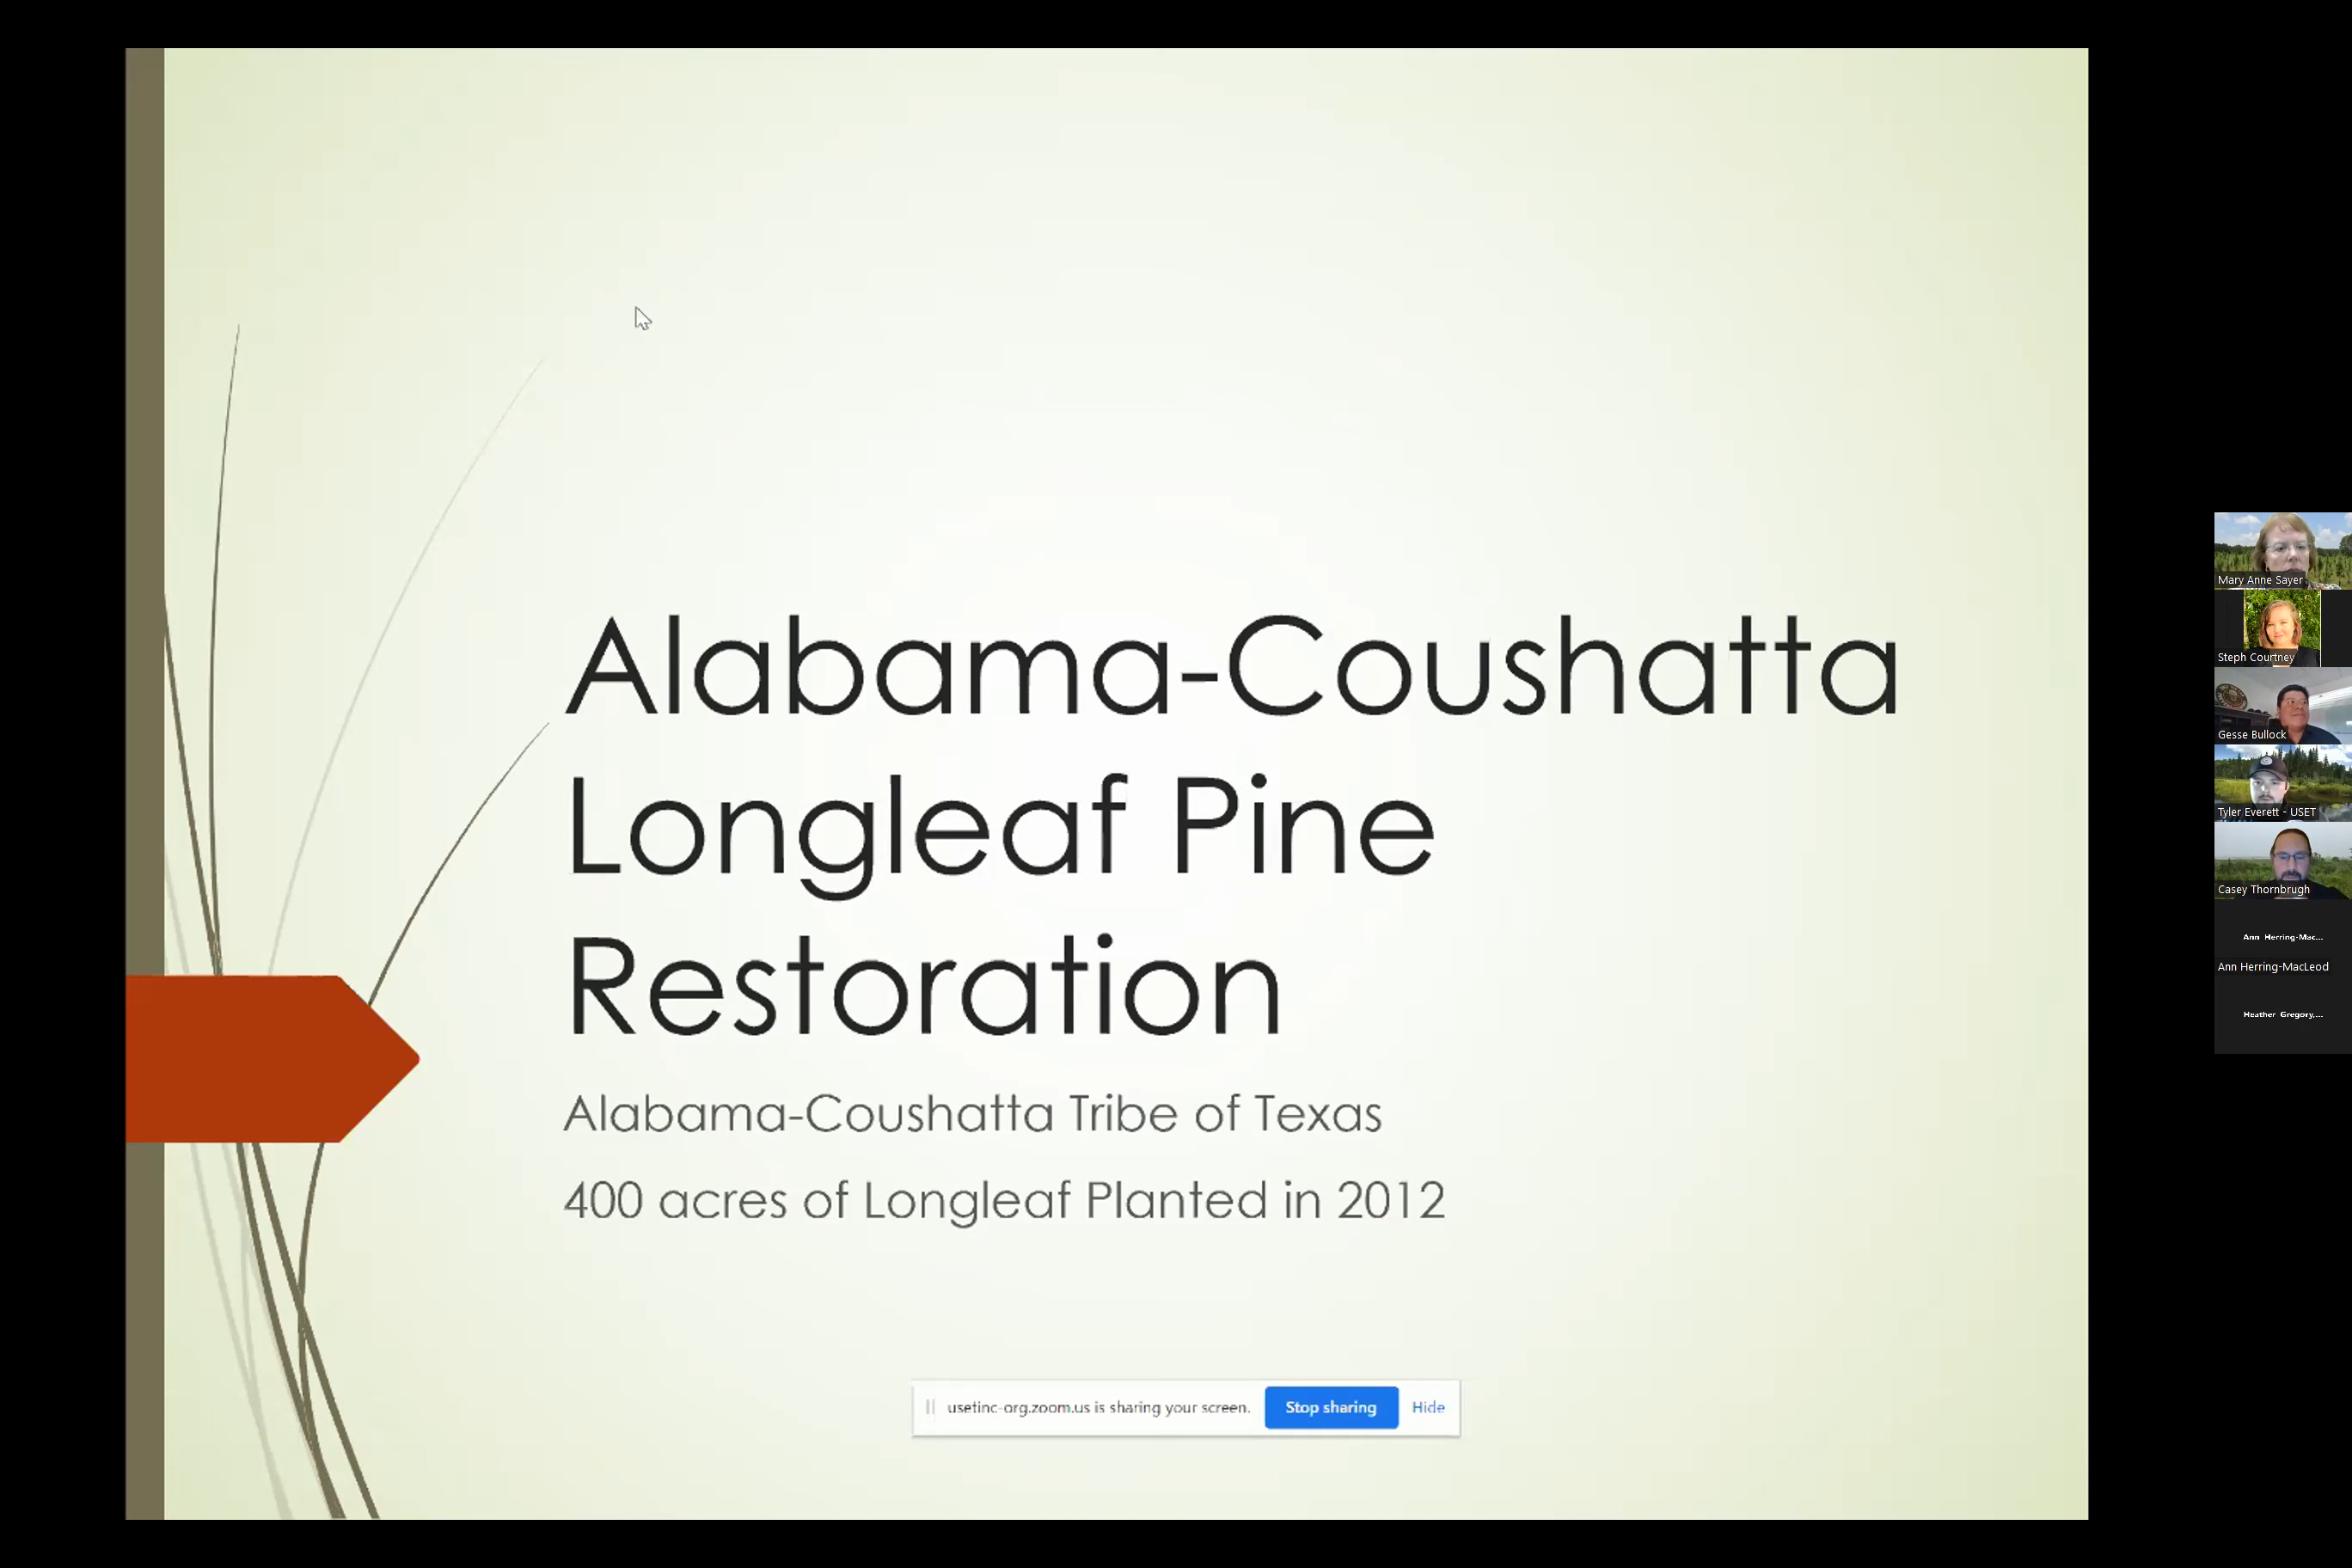 Alabama-Coushatta
Longleaf Pine
Restoration
Alabama-Coushatta Tribe of Texas
400 acres of Longleaf Planted in 2012
usetinc-org.zoom.us is sharing your screen.
Stop sharing
Hide
Mary Anne Sayer
Steph Courtney
Gesse Bullock
Tyler Everett - USET
Casey Thornbrugh
Ann Herring-Mac...
Ann Herring-MacLeod
Heather Gregory,...